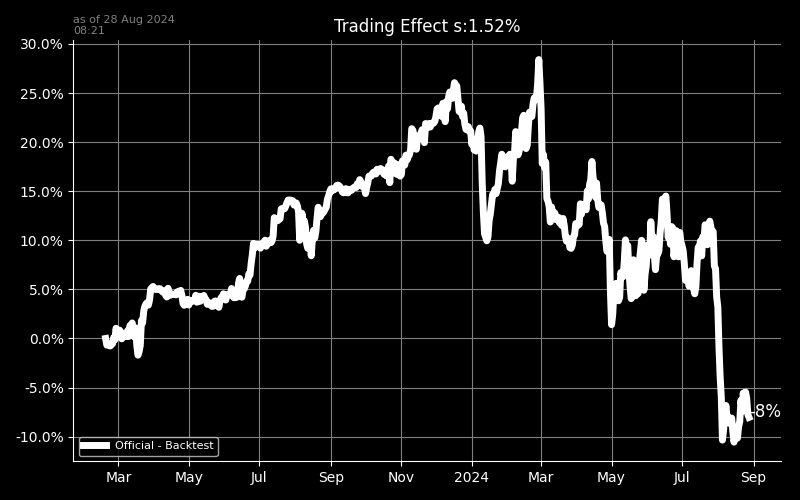 as of 28 Aug 2024
08:21
Trading Effect s:1.52%
30.0%
25.0%
20.0%
15.0%
10.0%
5.0%
0.0%
-5.0%
-10.0%
-8%
Official - Backtest
Mar May Jul Sep Nov 2024 Mar May Jul Sep